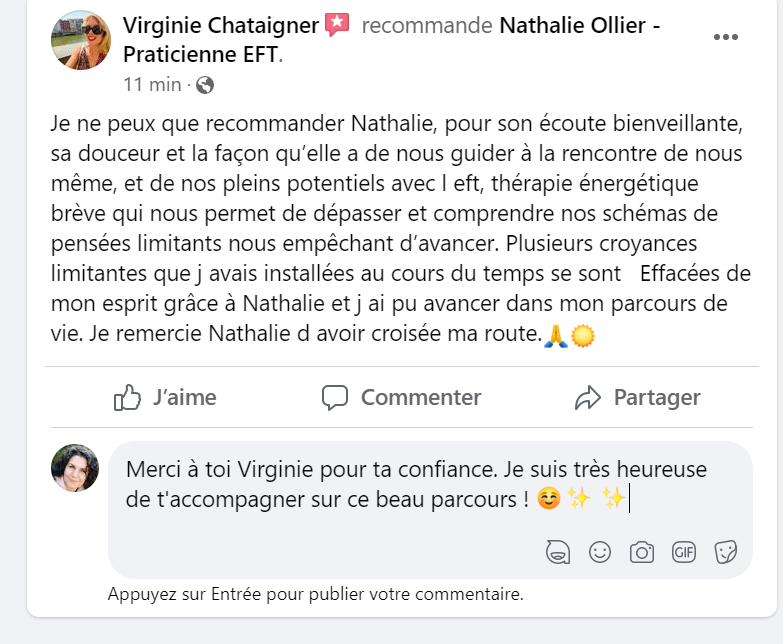 Virginie Chataigner recommande Nathalie Ollier -
Praticienne EFT.
11 min ·
Je ne peux que recommander Nathalie, pour son écoute bienveillante,
sa douceur et la façon qu’elle a de nous guider à la rencontre de nous
même, et de nos pleins potentiels avec l eft, thérapie énergétique
brève qui nous permet de dépasser et comprendre nos schémas de
pensées limitants nous empêchant d’avancer. Plusieurs croyances
limitantes que j avais installées au cours du temps se sont   Effacées de
mon esprit grâce à Nathalie et j ai pu avancer dans mon parcours de
vie. Je remercie Nathalie d avoir croisée ma route.🙏🌞
J’aime
Commenter
Partager
Merci à toi Virginie pour ta confiance. Je suis très heureuse
de t'accompagner sur ce beau parcours ! ☺️✨ ✨
GIF
Appuyez sur Entrée pour publier votre commentaire.